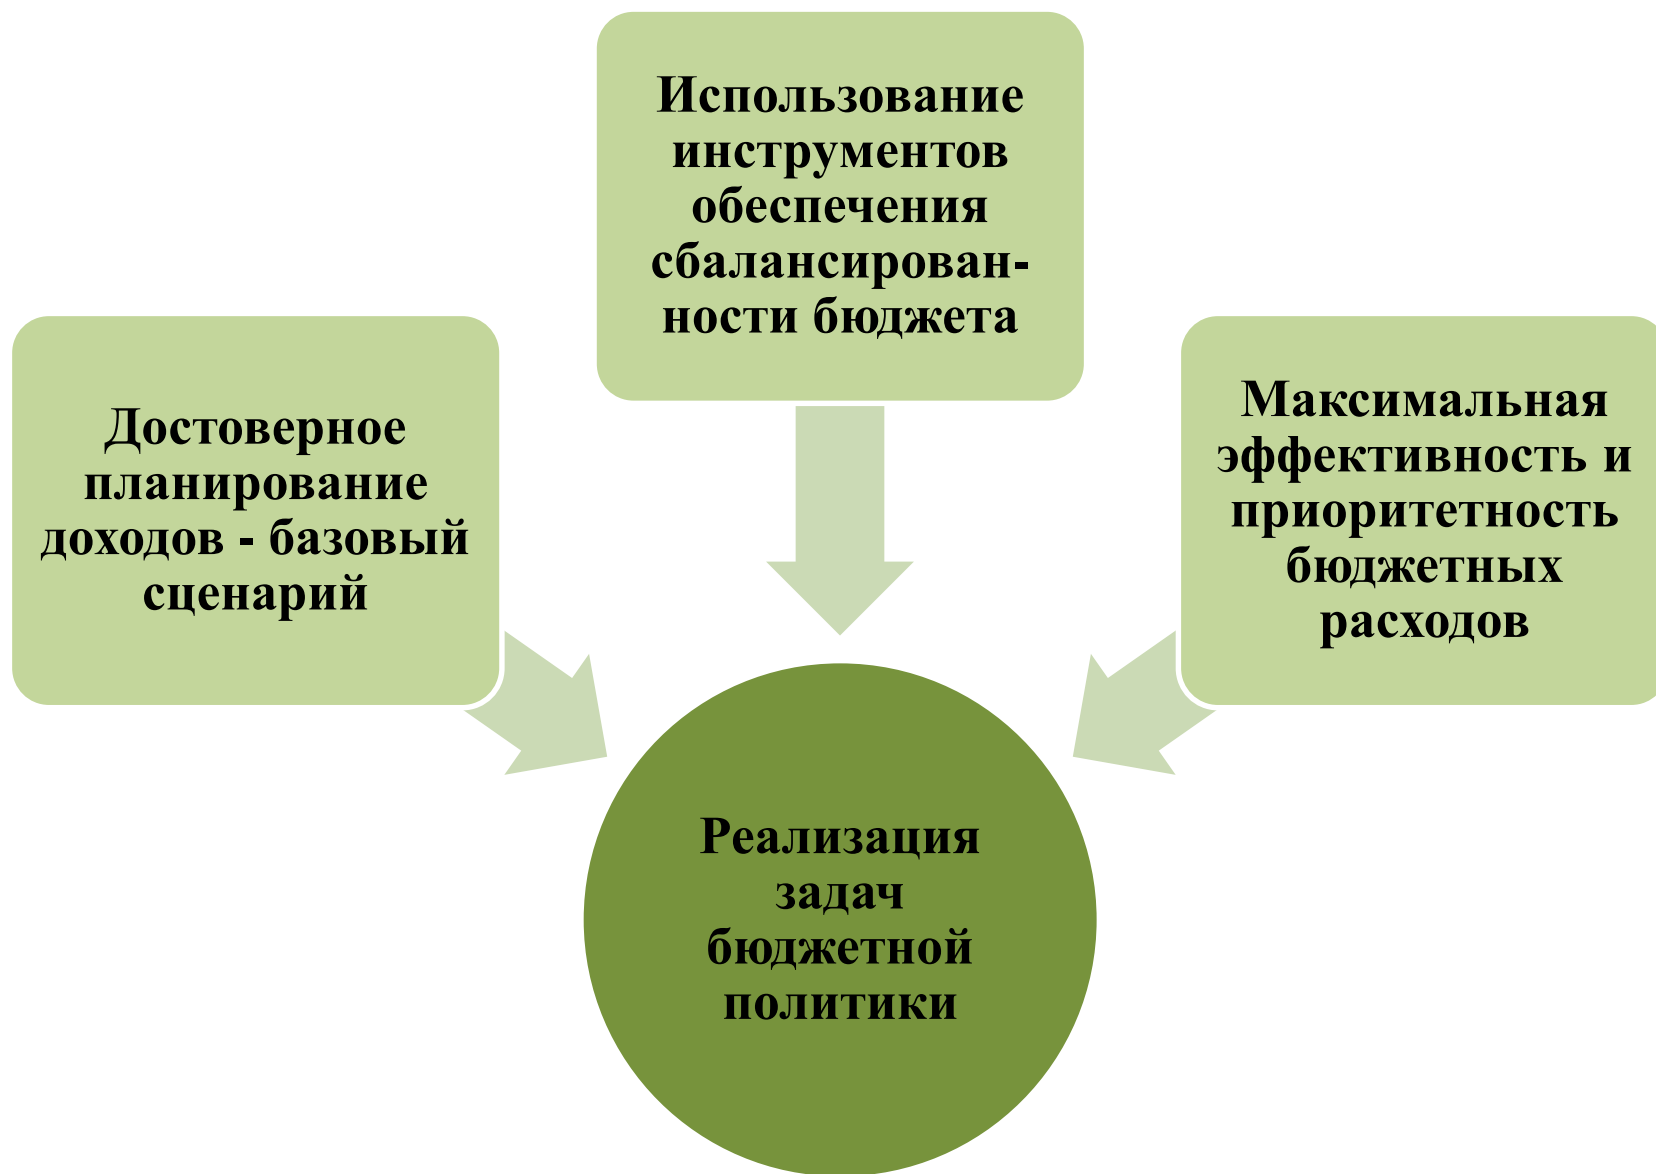 Использование
инструментов
обеспечения
сбалансирован-
ности бюджета
Достоверное
планирование
доходов - базовый
сценарий
Максимальная
эффективность и
приоритетность
бюджетных
расходов
Реализация
задач
бюджетной
политики